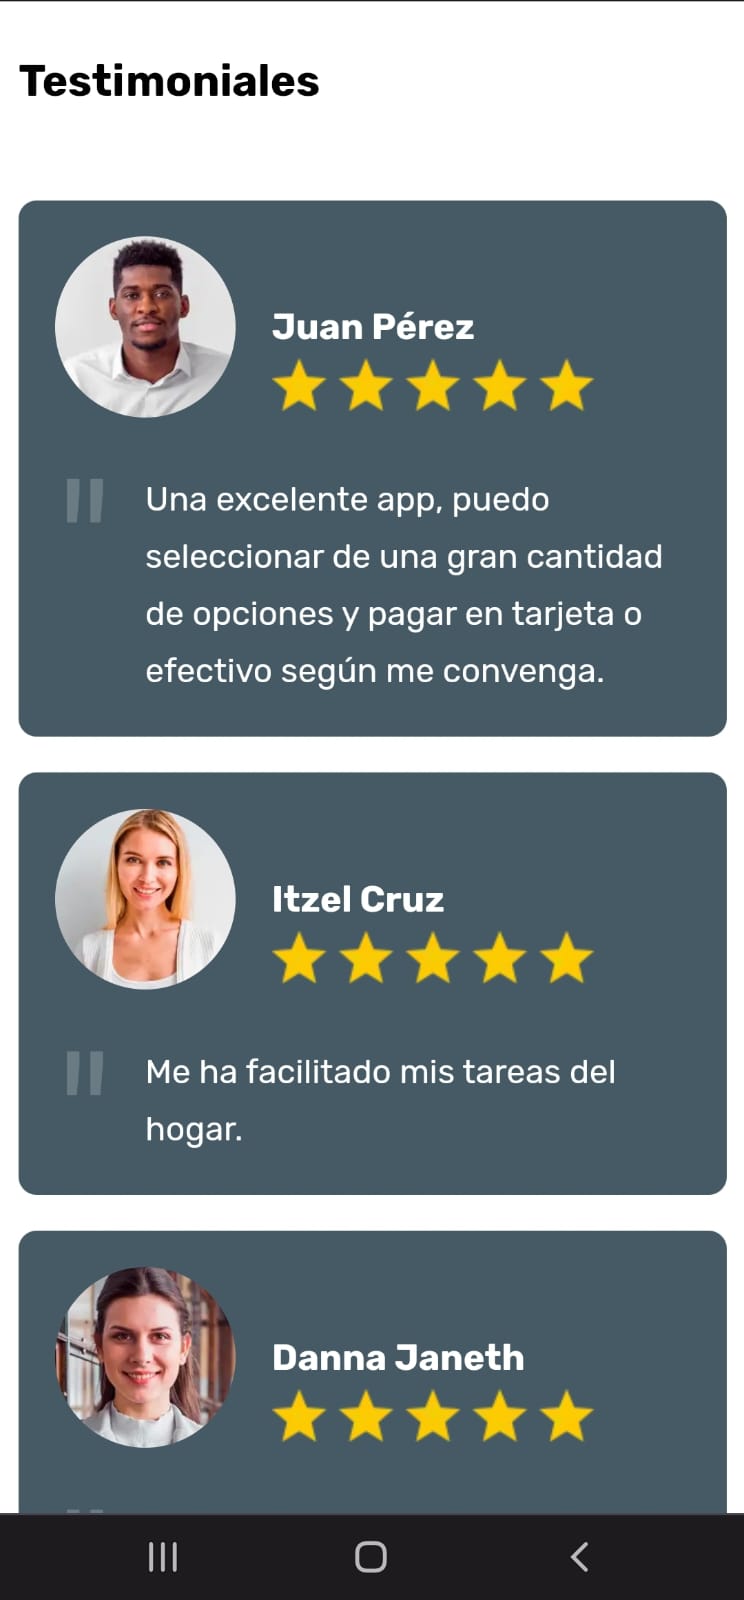 Testimoniales
Juan Pérez
" Una excelente app, puedo
seleccionar de una gran cantidad
de opciones y pagar en tarjeta o
efectivo según me convenga.
Itzel Cruz
" Me ha facilitado mis tareas del
hogar.
Danna Janeth